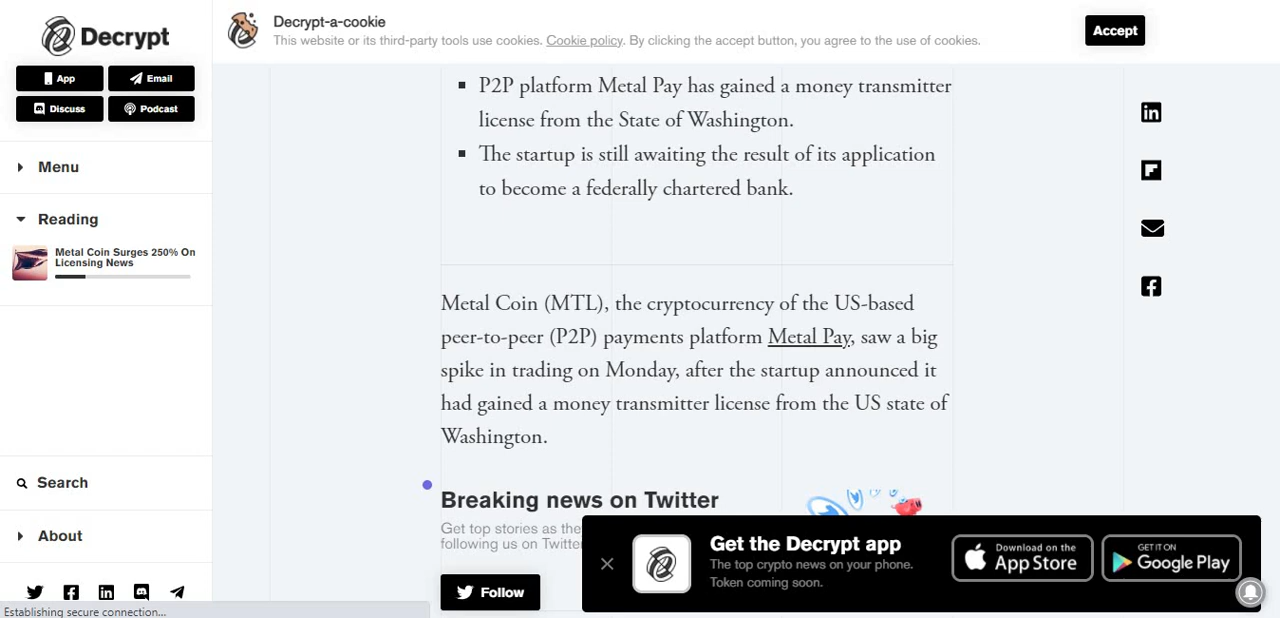 Decrypt
App
Email
Discuss
Podcast
Menu
Reading
Metal Coin Surges 250% On
Licensing News
Search
About
Establishing secure connection...
Decrypt-a-cookie
This website or its third-party tools use cookies. Cookie policy. By clicking the accept button, you agree to the use of cookies.
Accept
▪ P2P platform Metal Pay has gained a money transmitter
license from the State of Washington.
▪ The startup is still awaiting the result of its application
to become a federally chartered bank.
Metal Coin (MTL), the cryptocurrency of the US-based
peer-to-peer (P2P) payments platform Metal Pay, saw a big
spike in trading on Monday, after the startup announced it
had gained a money transmitter license from the US state of
Washington.
Breaking news on Twitter
Get top stories as the
following us on Twitter
Follow
Get the Decrypt app
The top crypto news on your phone.
Token coming soon.
Download on the
App Store
GET IT ON
Google Play